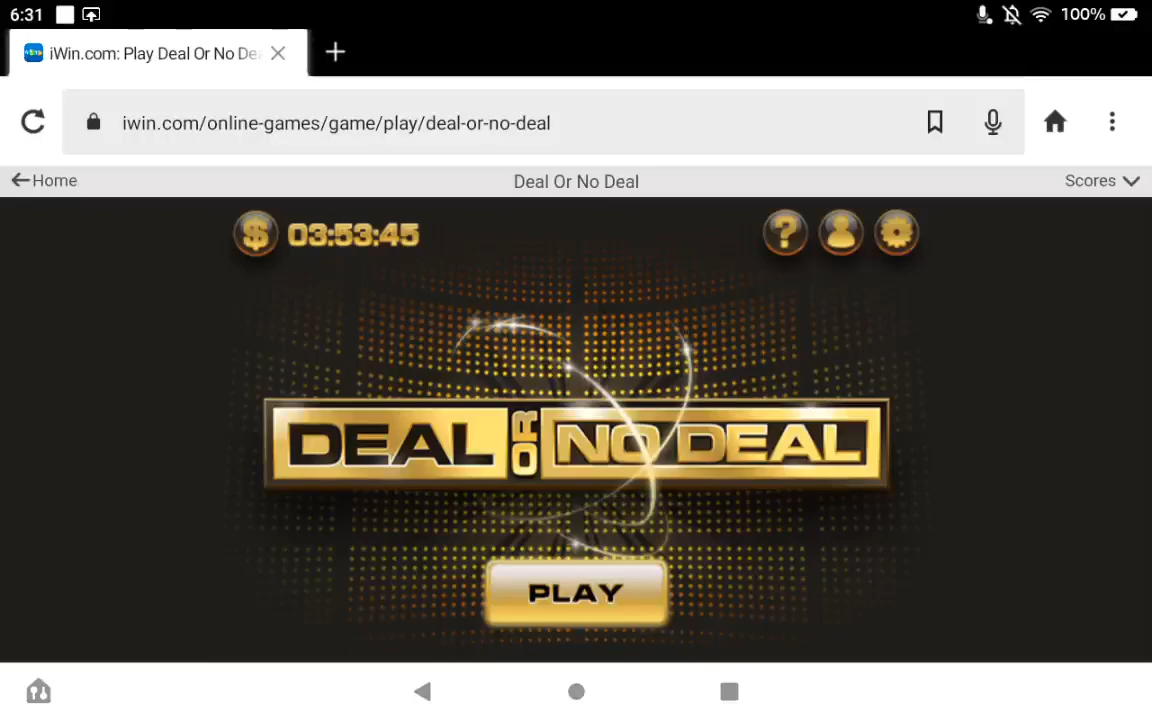 6:31
100%
iWin.com: Play Deal Or No De
iwin.com/online-games/game/play/deal-or-no-deal
Home
Deal Or No Deal
Scores
$ 03:53:45
?
DEAL OR NO DEAL
PLAY